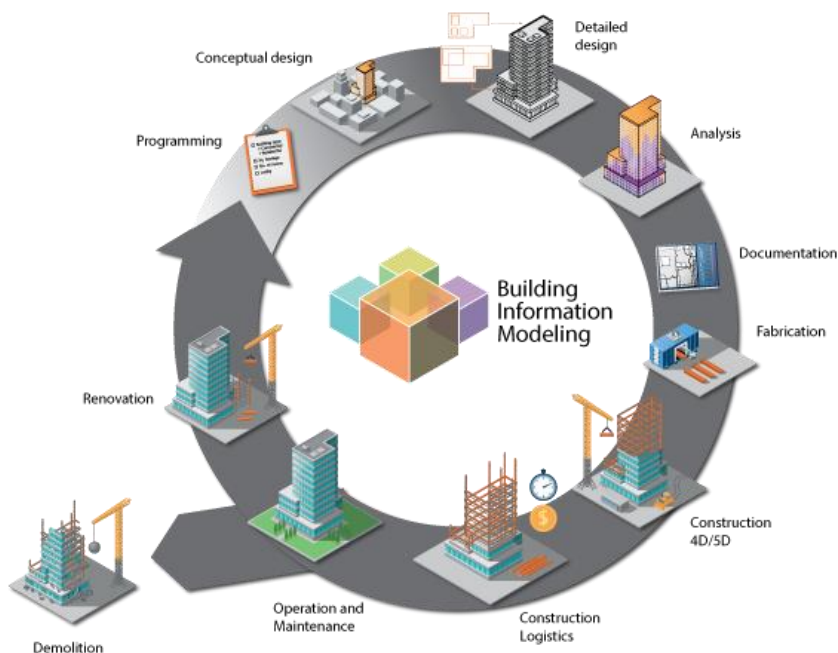 Detailed
design
Conceptual design
Programming
Analysis
Documentation
Building
Information
Modeling
Fabrication
Renovation
$
Construction
4D/5D
Operation and
Maintenance
Construction
Logistics
Demolition